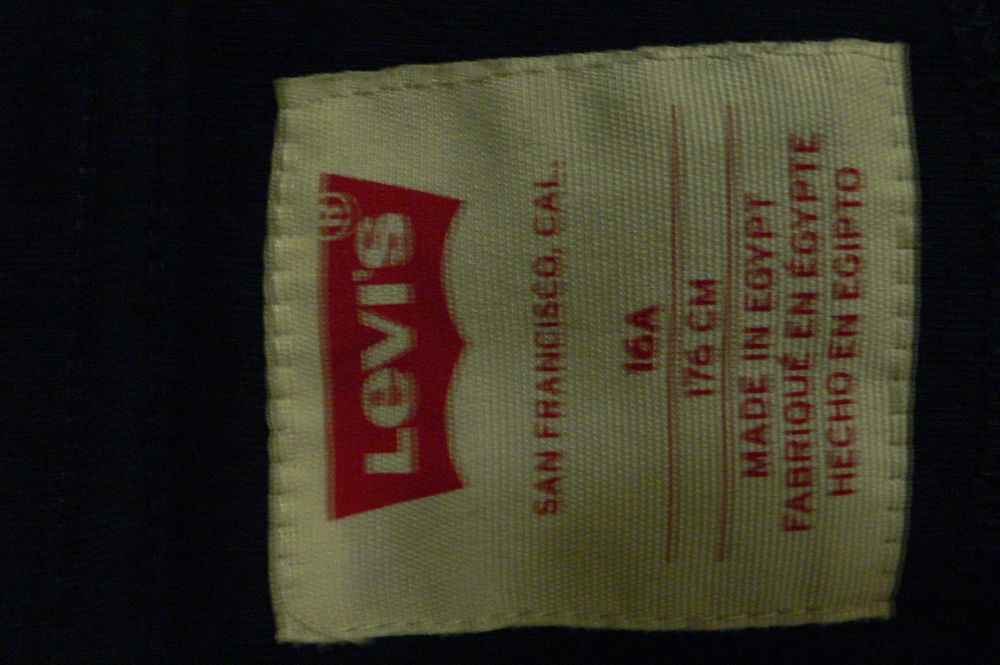 Levi's®
SAN FRANCISCO, CAL.
16A
176 CM
MADE IN EGYPT
FABRIQUÉ EN ÉGYPTE
HECHO EN EGIPTO